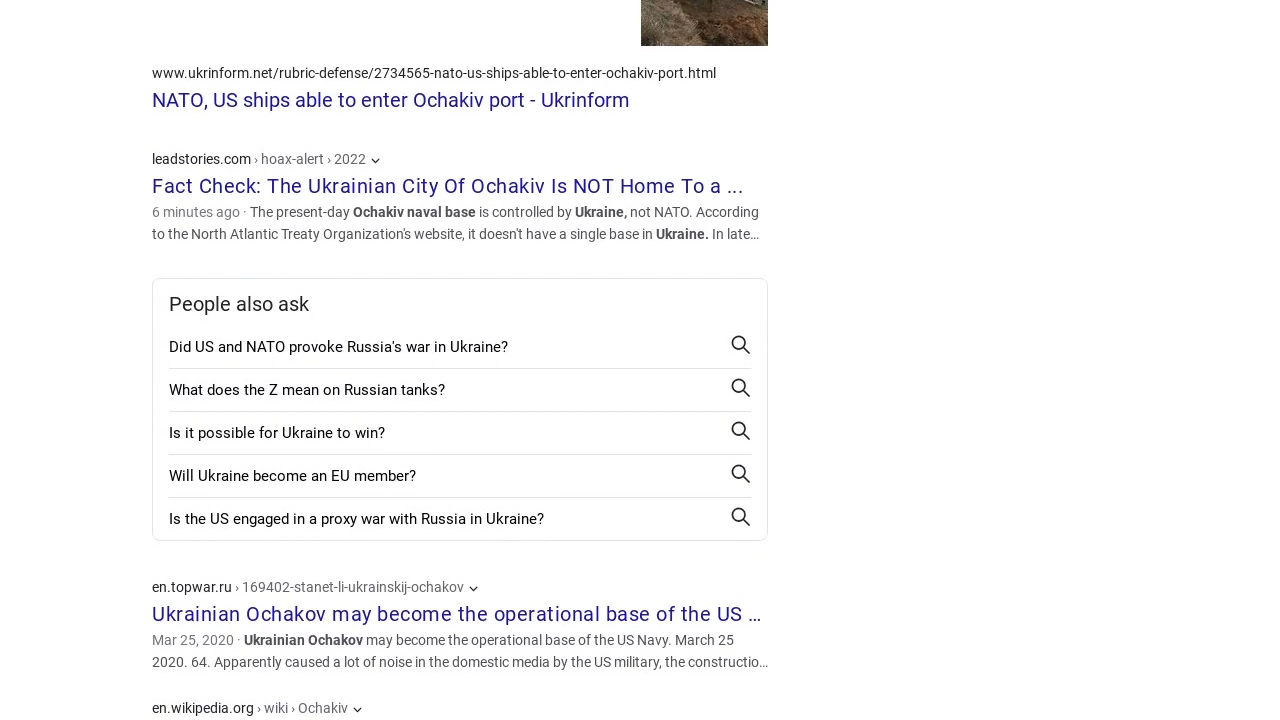 www.ukrinform.net/rubric-defense/2734565-nato-us-ships-able-to-enter-ochakiv-port.html
NATO, US ships able to enter Ochakiv port - Ukrinform
leadstories.com › hoax-alert › 2022
Fact Check: The Ukrainian City Of Ochakiv Is NOT Home To a ...
6 minutes ago · The present-day Ochakiv naval base is controlled by Ukraine, not NATO. According
to the North Atlantic Treaty Organization's website, it doesn't have a single base in Ukraine. In late…
People also ask
Did US and NATO provoke Russia's war in Ukraine?
What does the Z mean on Russian tanks?
Is it possible for Ukraine to win?
Will Ukraine become an EU member?
Is the US engaged in a proxy war with Russia in Ukraine?
en.topwar.ru › 169402-stanet-li-ukrainskij-ochakov
Ukrainian Ochakov may become the operational base of the US …
Mar 25, 2020 · Ukrainian Ochakov may become the operational base of the US Navy. March 25
2020. 64. Apparently caused a lot of noise in the domestic media by the US military, the constructio…
en.wikipedia.org › wiki › Ochakiv